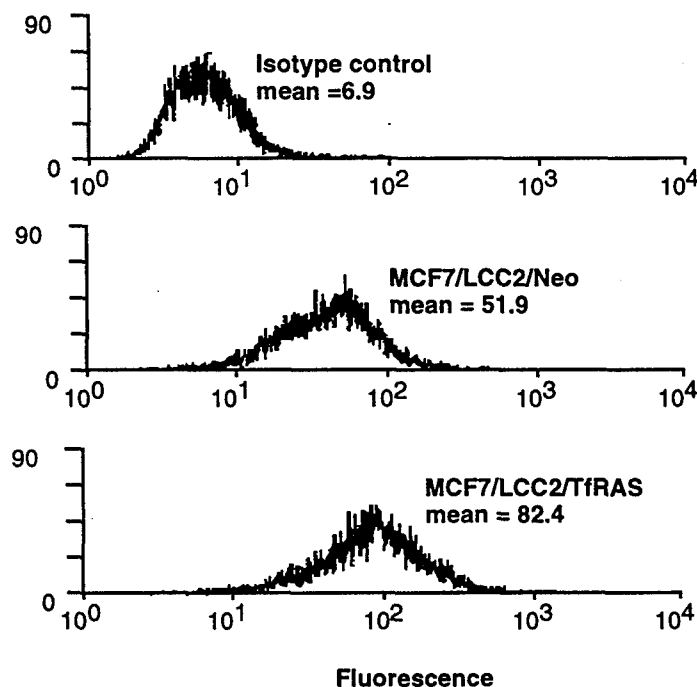 90
Isotype control
mean =6.9
0
10^0 10^1 10^2 10^3 10^4
90
MCF7/LCC2/Neo
mean = 51.9
0
10^0 10^1 10^2 10^3 10^4
90
MCF7/LCC2/TfRAS
mean = 82.4
0
10^0 10^1 10^2 10^3 10^4
Fluorescence